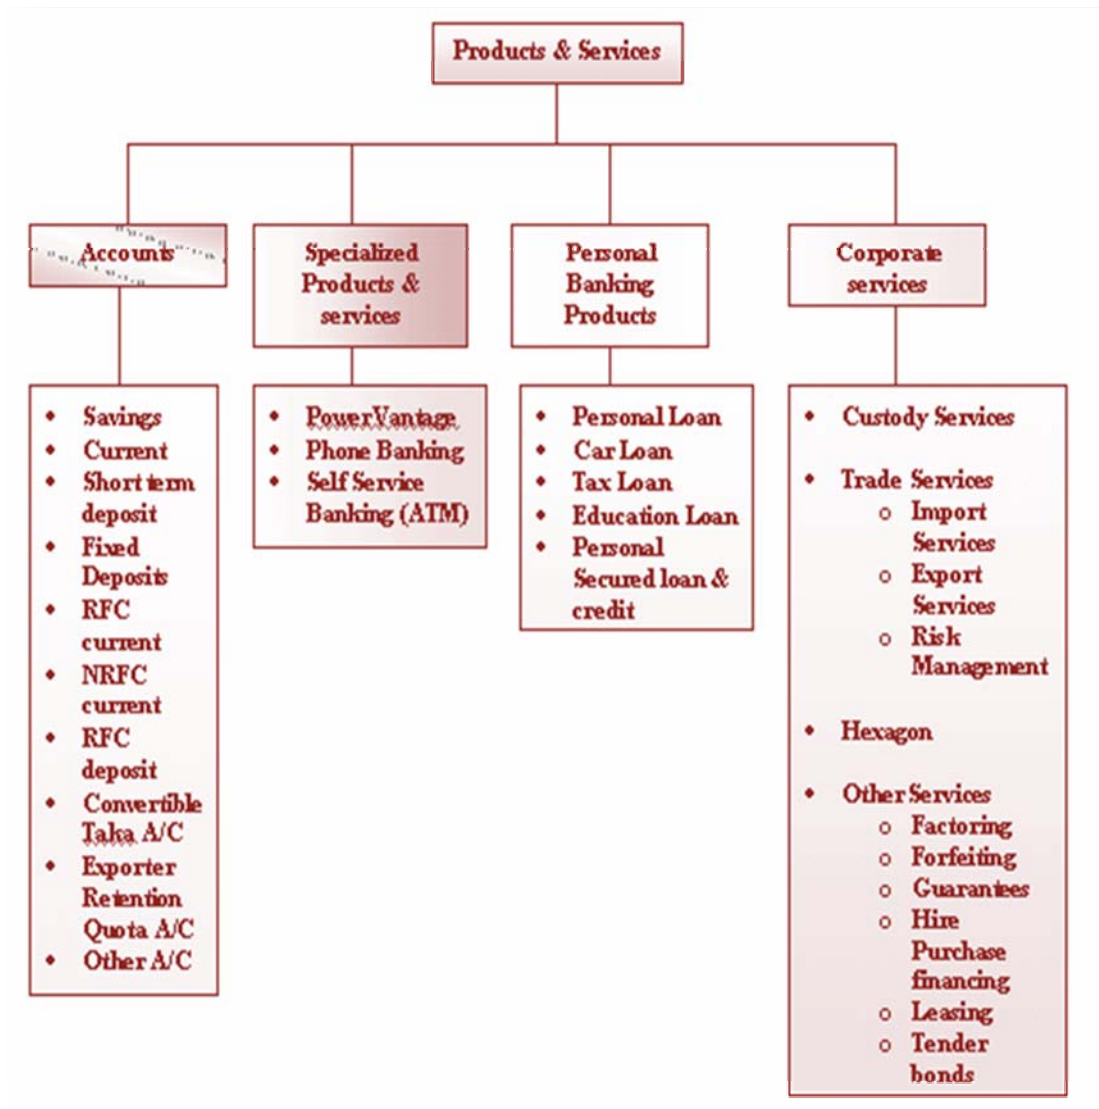 Products & Services
Accounts
Specialized
Products &
services
Personal
Banking
Products
Corporate
services
• Savings
• Current
• Short term
deposit
• Fixed
Deposits
• RFC
current
• NRFC
current
• RFC
deposit
• Convertible
Taka A/C
• Exporter
Retention
Quota A/C
• Other A/C
• PowerVantage
• Phone Banking
• Self Service
Banking (ATM)
• Personal Loan
• Car Loan
• Tax Loan
• Education Loan
• Personal
Secured loan &
credit
• Custody Services
• Trade Services
o Import
Services
o Export
Services
o Risk
Management
• Hexagon
• Other Services
o Factoring
o Forfeiting
o Guarantees
o Hire
Purchase
financing
o Leasing
o Tender
bonds